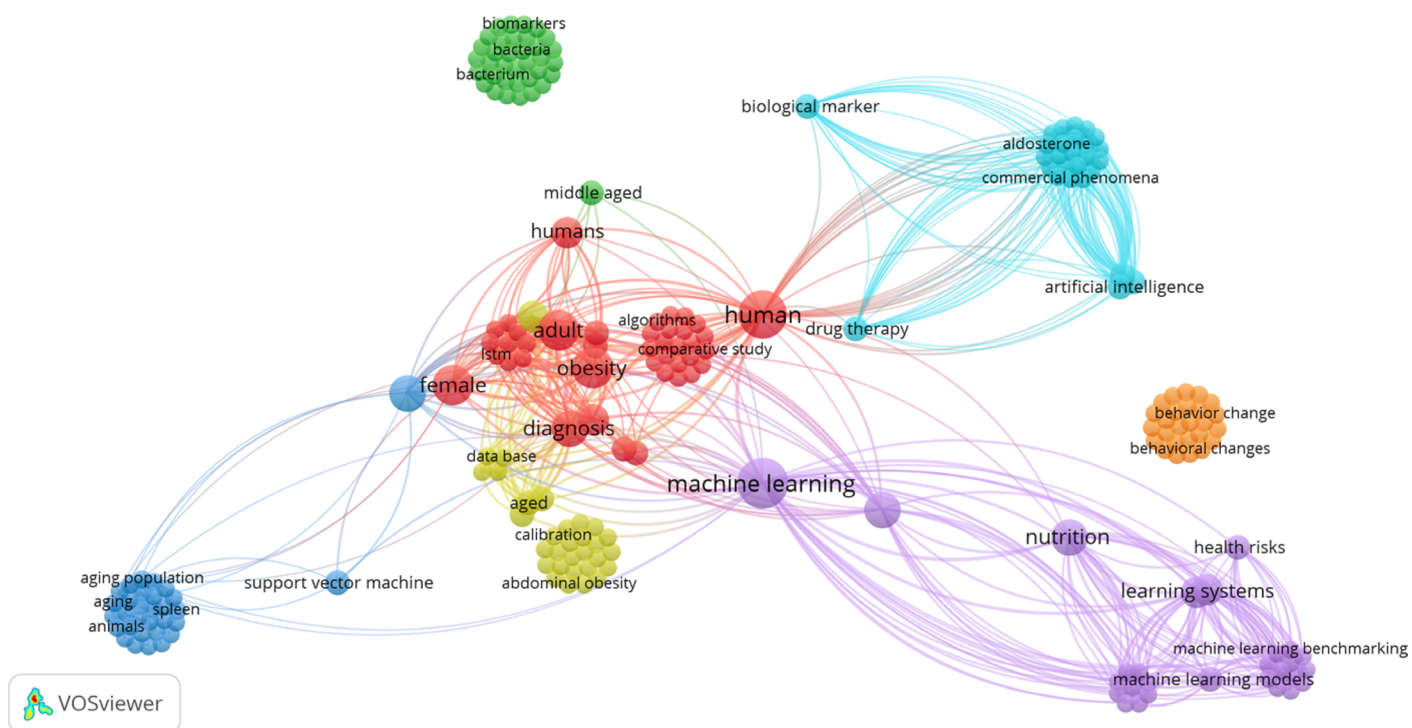 biomarkers
bacteria
bacterium
biological marker
aldosterone
commercial phenomena
middle aged
humans
artificial intelligence
human
algorithms
adult
drug therapy
comparative study
lstm
obesity
female
behavior change
diagnosis
behavioral changes
data base
machine learning
aged
calibration
nutrition
health risks
abdominal obesity
aging population
support vector machine
learning systems
aging
spleen
animals
machine learning benchmarking
machine learning models
VOSviewer